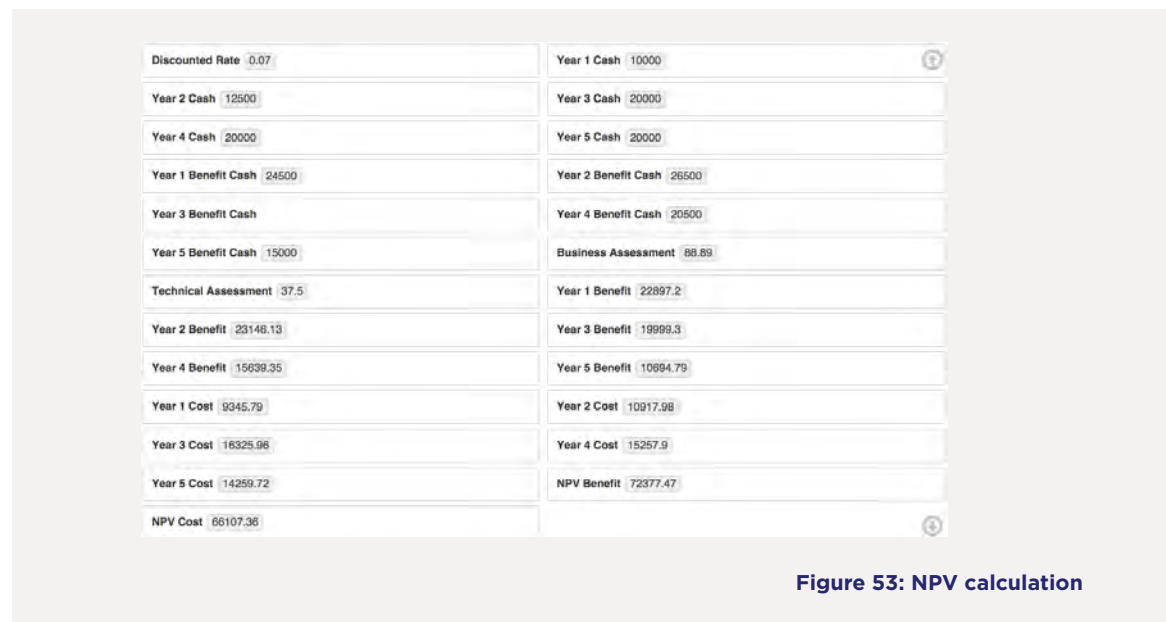 Discounted Rate 0.07 Year 1 Cash 10000
Year 2 Cash 12500 Year 3 Cash 20000
Year 4 Cash 20000 Year 5 Cash 20000
Year 1 Benefit Cash 24500 Year 2 Benefit Cash 26500
Year 3 Benefit Cash Year 4 Benefit Cash 20500
Year 5 Benefit Cash 15000 Business Assessment 88.89
Technical Assessment 37.5 Year 1 Benefit 22897.2
Year 2 Benefit 23146.13 Year 3 Benefit 19999.3
Year 4 Benefit 15639.35 Year 5 Benefit 10694.79
Year 1 Cost 9345.79 Year 2 Cost 10917.98
Year 3 Cost 16325.96 Year 4 Cost 15257.9
Year 5 Cost 14259.72 NPV Benefit 72377.47
NPV Cost 66107.36
Figure 53: NPV calculation